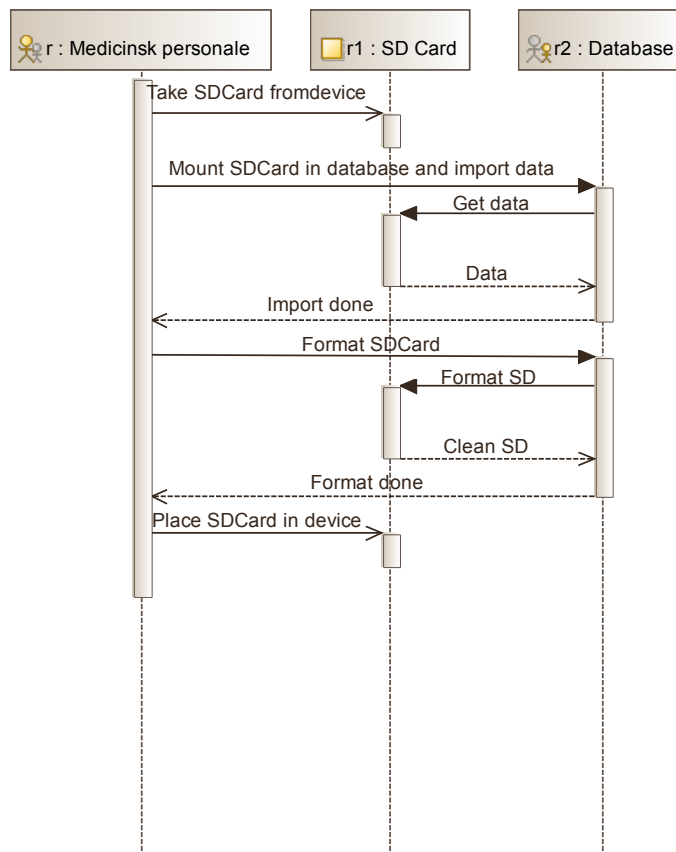 r : Medicinsk personale
r1 : SD Card
r2 : Database
Take SDCard fromdevice
Mount SDCard in database and import data
Get data
Data
Import done
Format SDCard
Format SD
Clean SD
Format done
Place SDCard in device